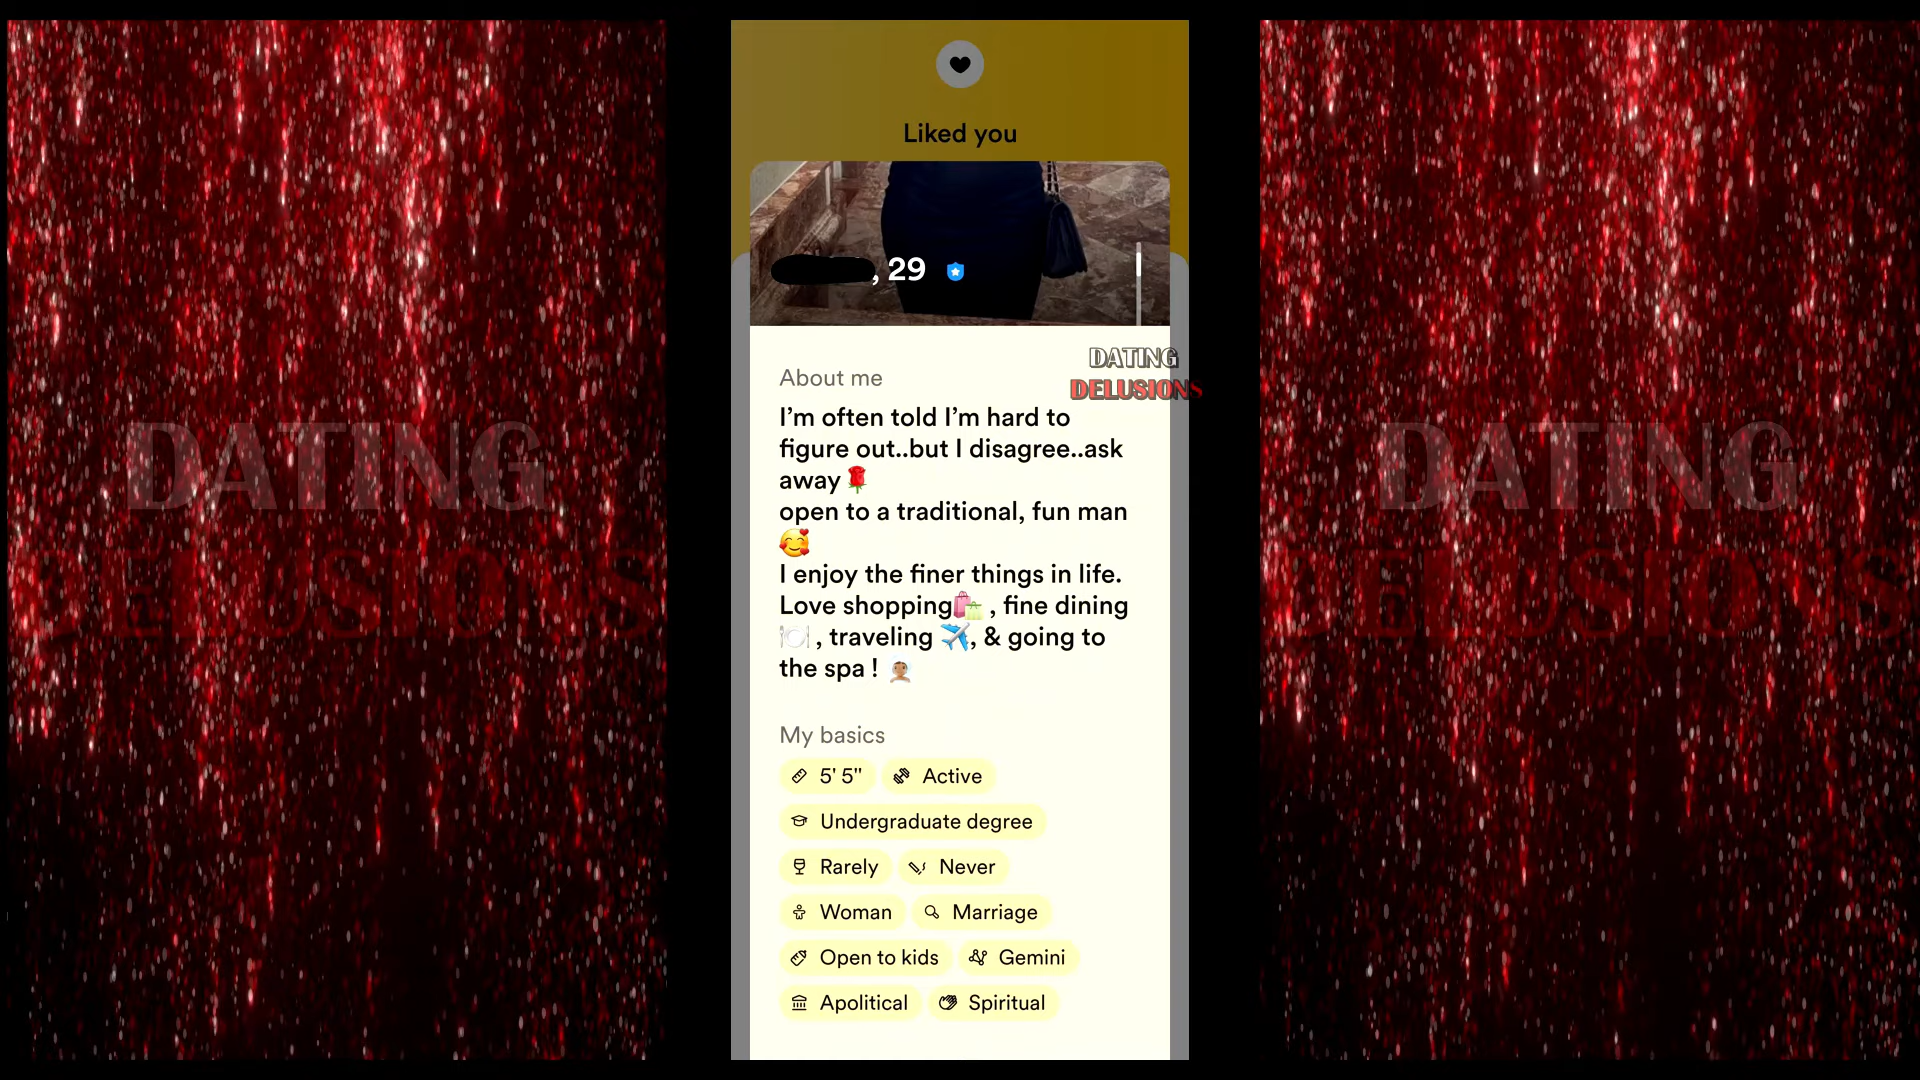 Liked you
, 29
DATING
DELUSIONS
About me
I’m often told I’m hard to
figure out..but I disagree..ask
away🌹
open to a traditional, fun man
🥰
I enjoy the finer things in life.
Love shopping🛍️ , fine dining
🍽️ , traveling ✈️, & going to
the spa ! 🧖🏽‍♀️
My basics
5' 5"
Active
Undergraduate degree
Rarely
Never
Woman
Marriage
Open to kids
Gemini
Apolitical
Spiritual
DATING
DELUSIONS
DATING
DELUSIONS